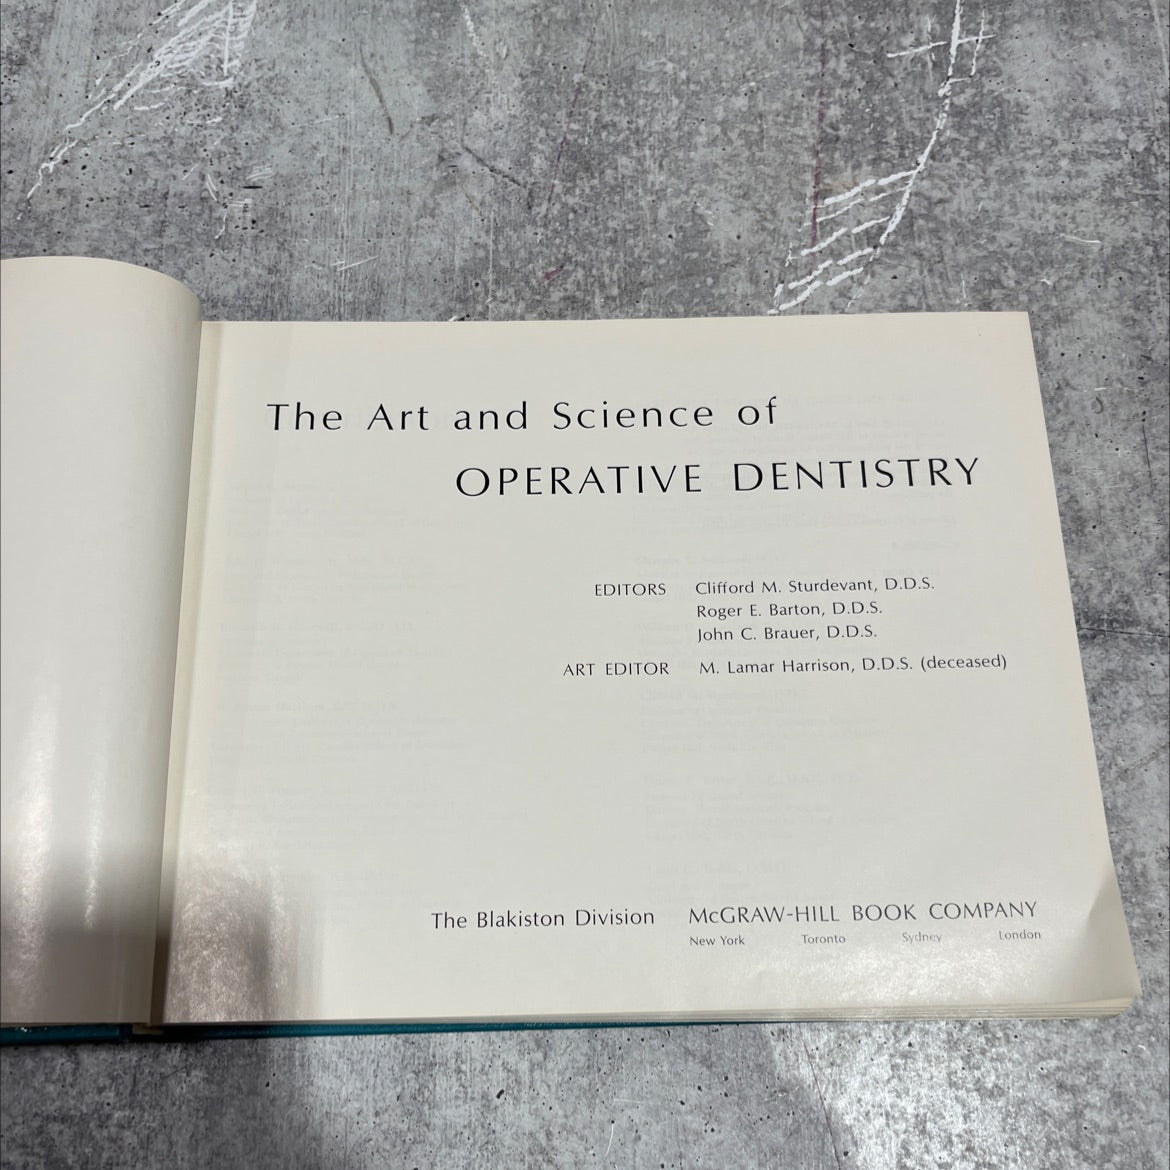 The Art and Science of
OPERATIVE DENTISTRY
EDITORS Clifford M. Sturdevant, D.D.S.
Roger E. Barton, D.D.S.
John C. Brauer, D.D.S.
ART EDITOR M. Lamar Harrison, D.D.S. (deceased)
The Blakiston Division McGRAW-HILL BOOK COMPANY
New York Toronto Sydney London